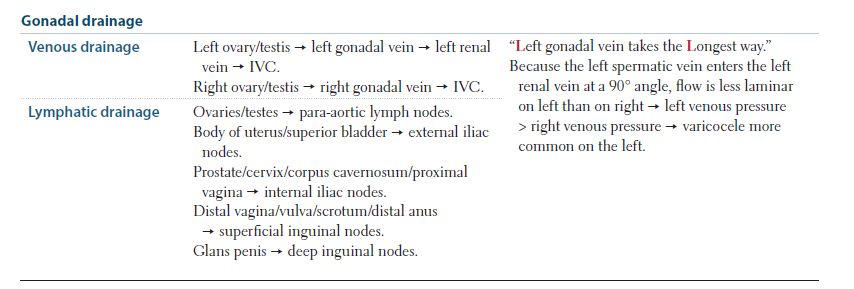 Gonadal drainage
Venous drainage
Left ovary/testis → left gonadal vein → left renal
vein → IVC.
Right ovary/testis → right gonadal vein → IVC.
"Left gonadal vein takes the Longest way."
Because the left spermatic vein enters the left
renal vein at a 90° angle, flow is less laminar
on left than on right → left venous pressure
> right venous pressure → varicocele more
common on the left.
Lymphatic drainage
Ovaries/testes → para-aortic lymph nodes.
Body of uterus/superior bladder → external iliac
nodes.
Prostate/cervix/corpus cavernosum/proximal
vagina → internal iliac nodes.
Distal vagina/vulva/scrotum/distal anus
→ superficial inguinal nodes.
Glans penis → deep inguinal nodes.